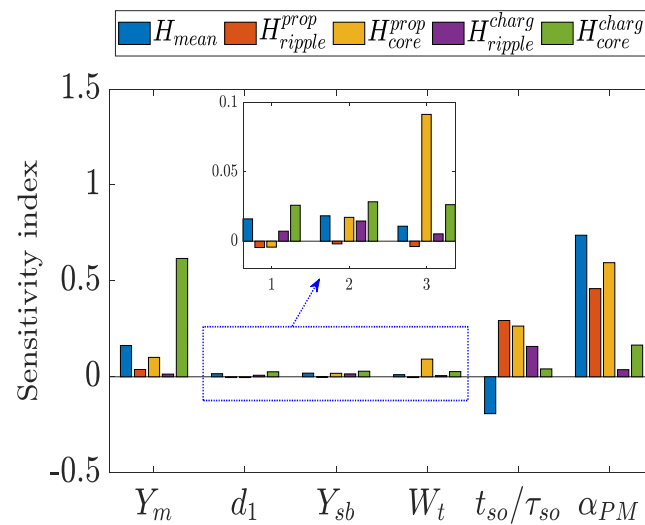 H_mean H_ripple^prop H_core^prop H_ripple^charg H_core^charg
1.5
1
0.5
0
-0.5
Sensitivity index
0.1
0.05
0
1 2 3
Y_m d_1 Y_sb W_t t_so/τ_so α_PM